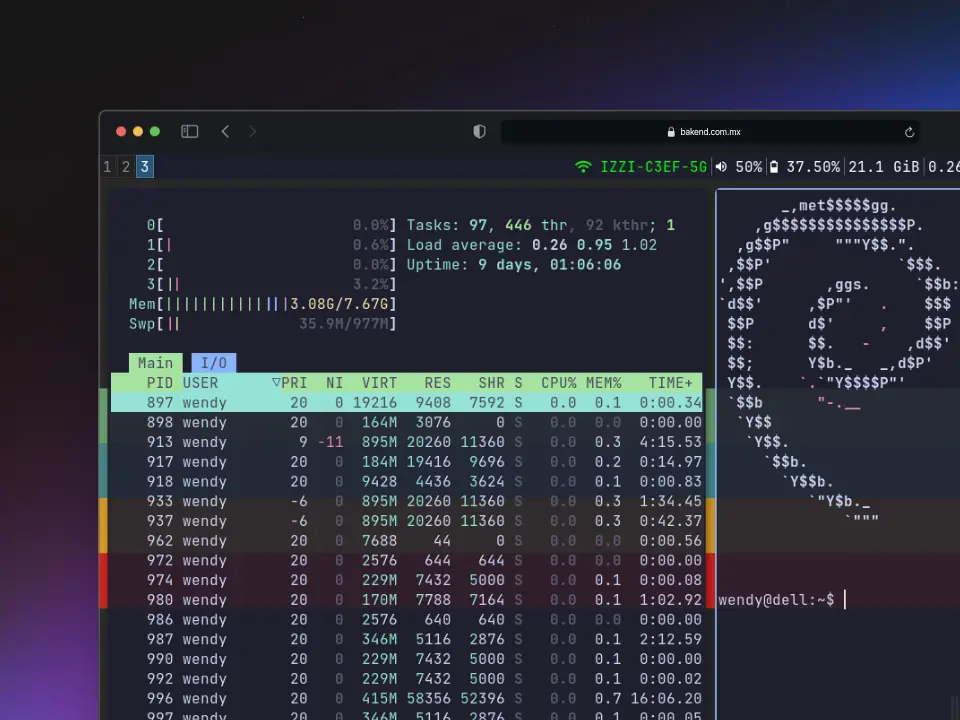 bakend.com.mx
1 2 3
IZZI-C3EF-5G 50% 37.50% 21.1 GiB 0.26
0[ 0.0%] Tasks: 97, 446 thr, 92 kthr; 1
1[| 0.6%] Load average: 0.26 0.95 1.02
2[ 0.0%] Uptime: 9 days, 01:06:06
3[|| 3.2%]
Mem[||||||||||||||3.08G/7.67G]
Swp[|| 35.9M/977M]
Main I/O
PID USER ▽PRI NI VIRT RES SHR S CPU% MEM% TIME+
897 wendy 20 0 19216 9408 7592 S 0.0 0.1 0:00.34
898 wendy 20 0 164M 3076 0 S 0.0 0.0 0:00.00
913 wendy 9 -11 895M 20260 11360 S 0.0 0.3 4:15.53
917 wendy 20 0 184M 19416 9696 S 0.0 0.2 0:14.97
918 wendy 20 0 9428 4436 3624 S 0.0 0.1 0:00.83
933 wendy -6 0 895M 20260 11360 S 0.0 0.3 1:34.45
937 wendy -6 0 895M 20260 11360 S 0.0 0.3 0:42.37
962 wendy 20 0 7688 44 0 S 0.0 0.0 0:00.56
972 wendy 20 0 2576 644 644 S 0.0 0.0 0:00.00
974 wendy 20 0 229M 7432 5000 S 0.0 0.1 0:00.08
980 wendy 20 0 170M 7788 7164 S 0.0 0.1 1:02.92
986 wendy 20 0 2576 640 640 S 0.0 0.0 0:00.00
987 wendy 20 0 346M 5116 2876 S 0.0 0.1 2:12.59
990 wendy 20 0 229M 7432 5000 S 0.0 0.1 0:00.00
992 wendy 20 0 229M 7432 5000 S 0.0 0.1 0:00.02
996 wendy 20 0 415M 58356 52396 S 0.0 0.7 16:06.20
997 wendy 20 0 346M 5116 2876 S 0.0 0.1 0:00.05
_,met$$$$$gg.
,g$$$$$$$$$$$$$$$P.
,g$$P" """Y$$.".
,$$P' `$$$.
',$$P ,ggs. `$$b:
`d$$' ,$P"' . $$$
$$P d$' , $$P
$$: $$. - ,d$$'
$$; Y$b._ _,d$P'
Y$$. `.`"Y$$$$P"'
`$$b "-.__
`Y$$
`Y$$.
`$$b.
`Y$$b.
`"Y$b._
`"""
wendy@dell:~$